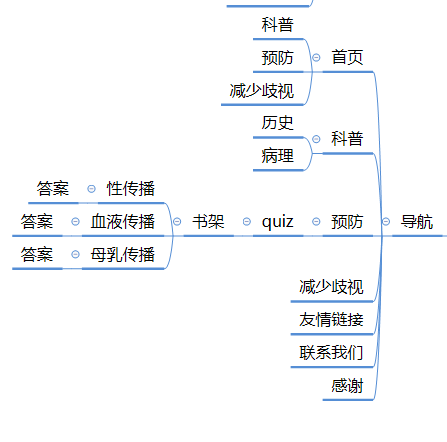 科普
预防
首页
减少歧视
历史
科普
病理
答案 性传播
答案 血液传播 书架 quiz 预防 导航
答案 母乳传播
减少歧视
友情链接
联系我们
感谢